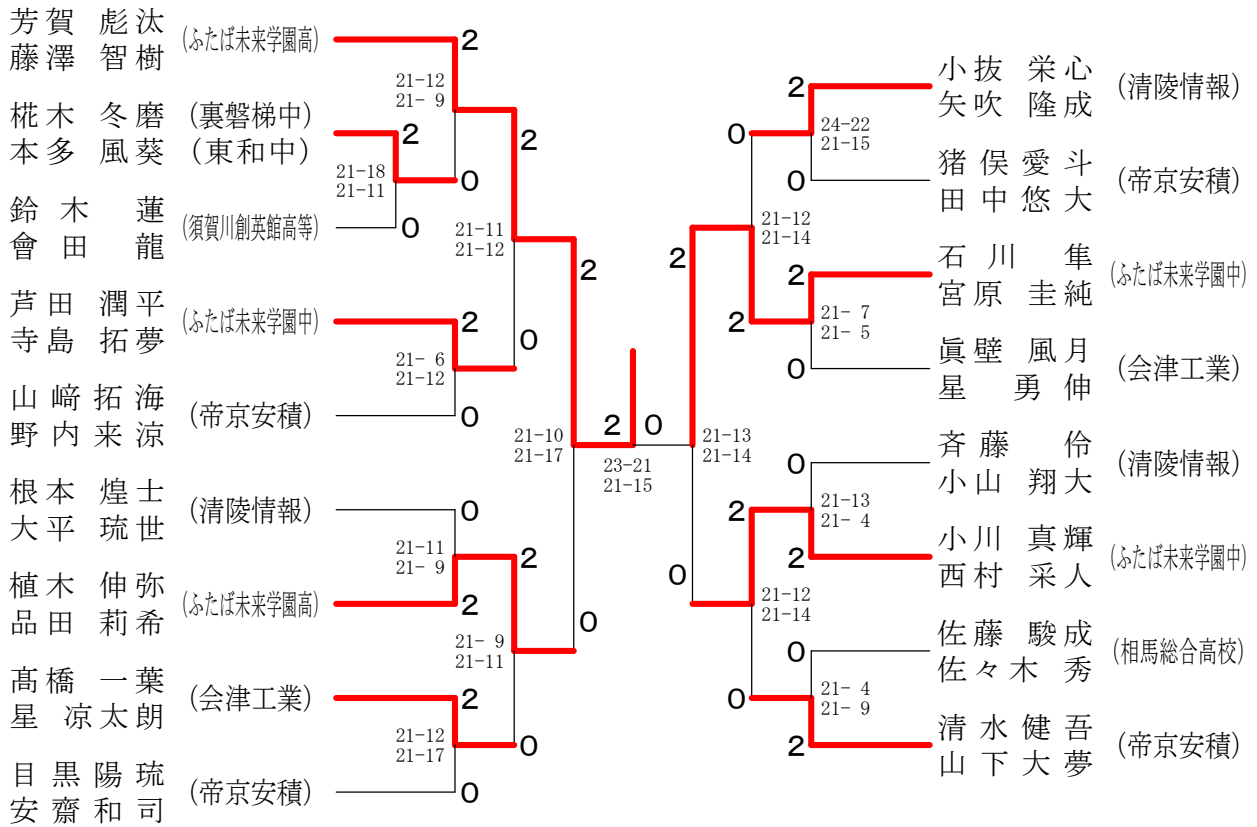 芳賀 彪汰
藤澤 智樹
(ふたば未来学園高)
2
21-12
21- 9
椛木 冬磨 (裏磐梯中)
本多 風葵 (東和中)
2
21-18
21-11
0
鈴木 蓮
會田 龍
(須賀川創英館高等)
0
2
21-11
21-12
芦田 潤平
寺島 拓夢
(ふたば未来学園中)
2
21- 6
21-12
0
山﨑拓海
野内来涼
(帝京安積)
0
2
21-10
21-17
根本 煌士
大平 琉世
(清陵情報)
0
21-11
21- 9
2
植木 伸弥
品田 莉希
(ふたば未来学園高)
2
21- 9
21-11
0
髙橋 一葉
星 凉太朗
(会津工業)
2
21-12
21-17
0
目黒陽琉
安齋和司
(帝京安積)
0
2 0
23-21
21-15
小抜 栄心
矢吹 隆成
(清陵情報)
2
0
24-22
21-15
猪俣愛斗
田中悠大
(帝京安積)
0
21-12
21-14
2
石川 隼
宮原 圭純
(ふたば未来学園中)
2
2
21- 7
21- 5
眞壁 風月
星 勇伸
(会津工業)
0
21-13
21-14
斉藤 伶
小山 翔大
(清陵情報)
0
21-13
21- 4
2
小川 真輝
西村 采人
(ふたば未来学園中)
2
0
21-12
21-14
佐藤 駿成
佐々木 秀
(相馬総合高校)
0
21- 4
21- 9
0
清水健吾
山下大夢
(帝京安積)
2